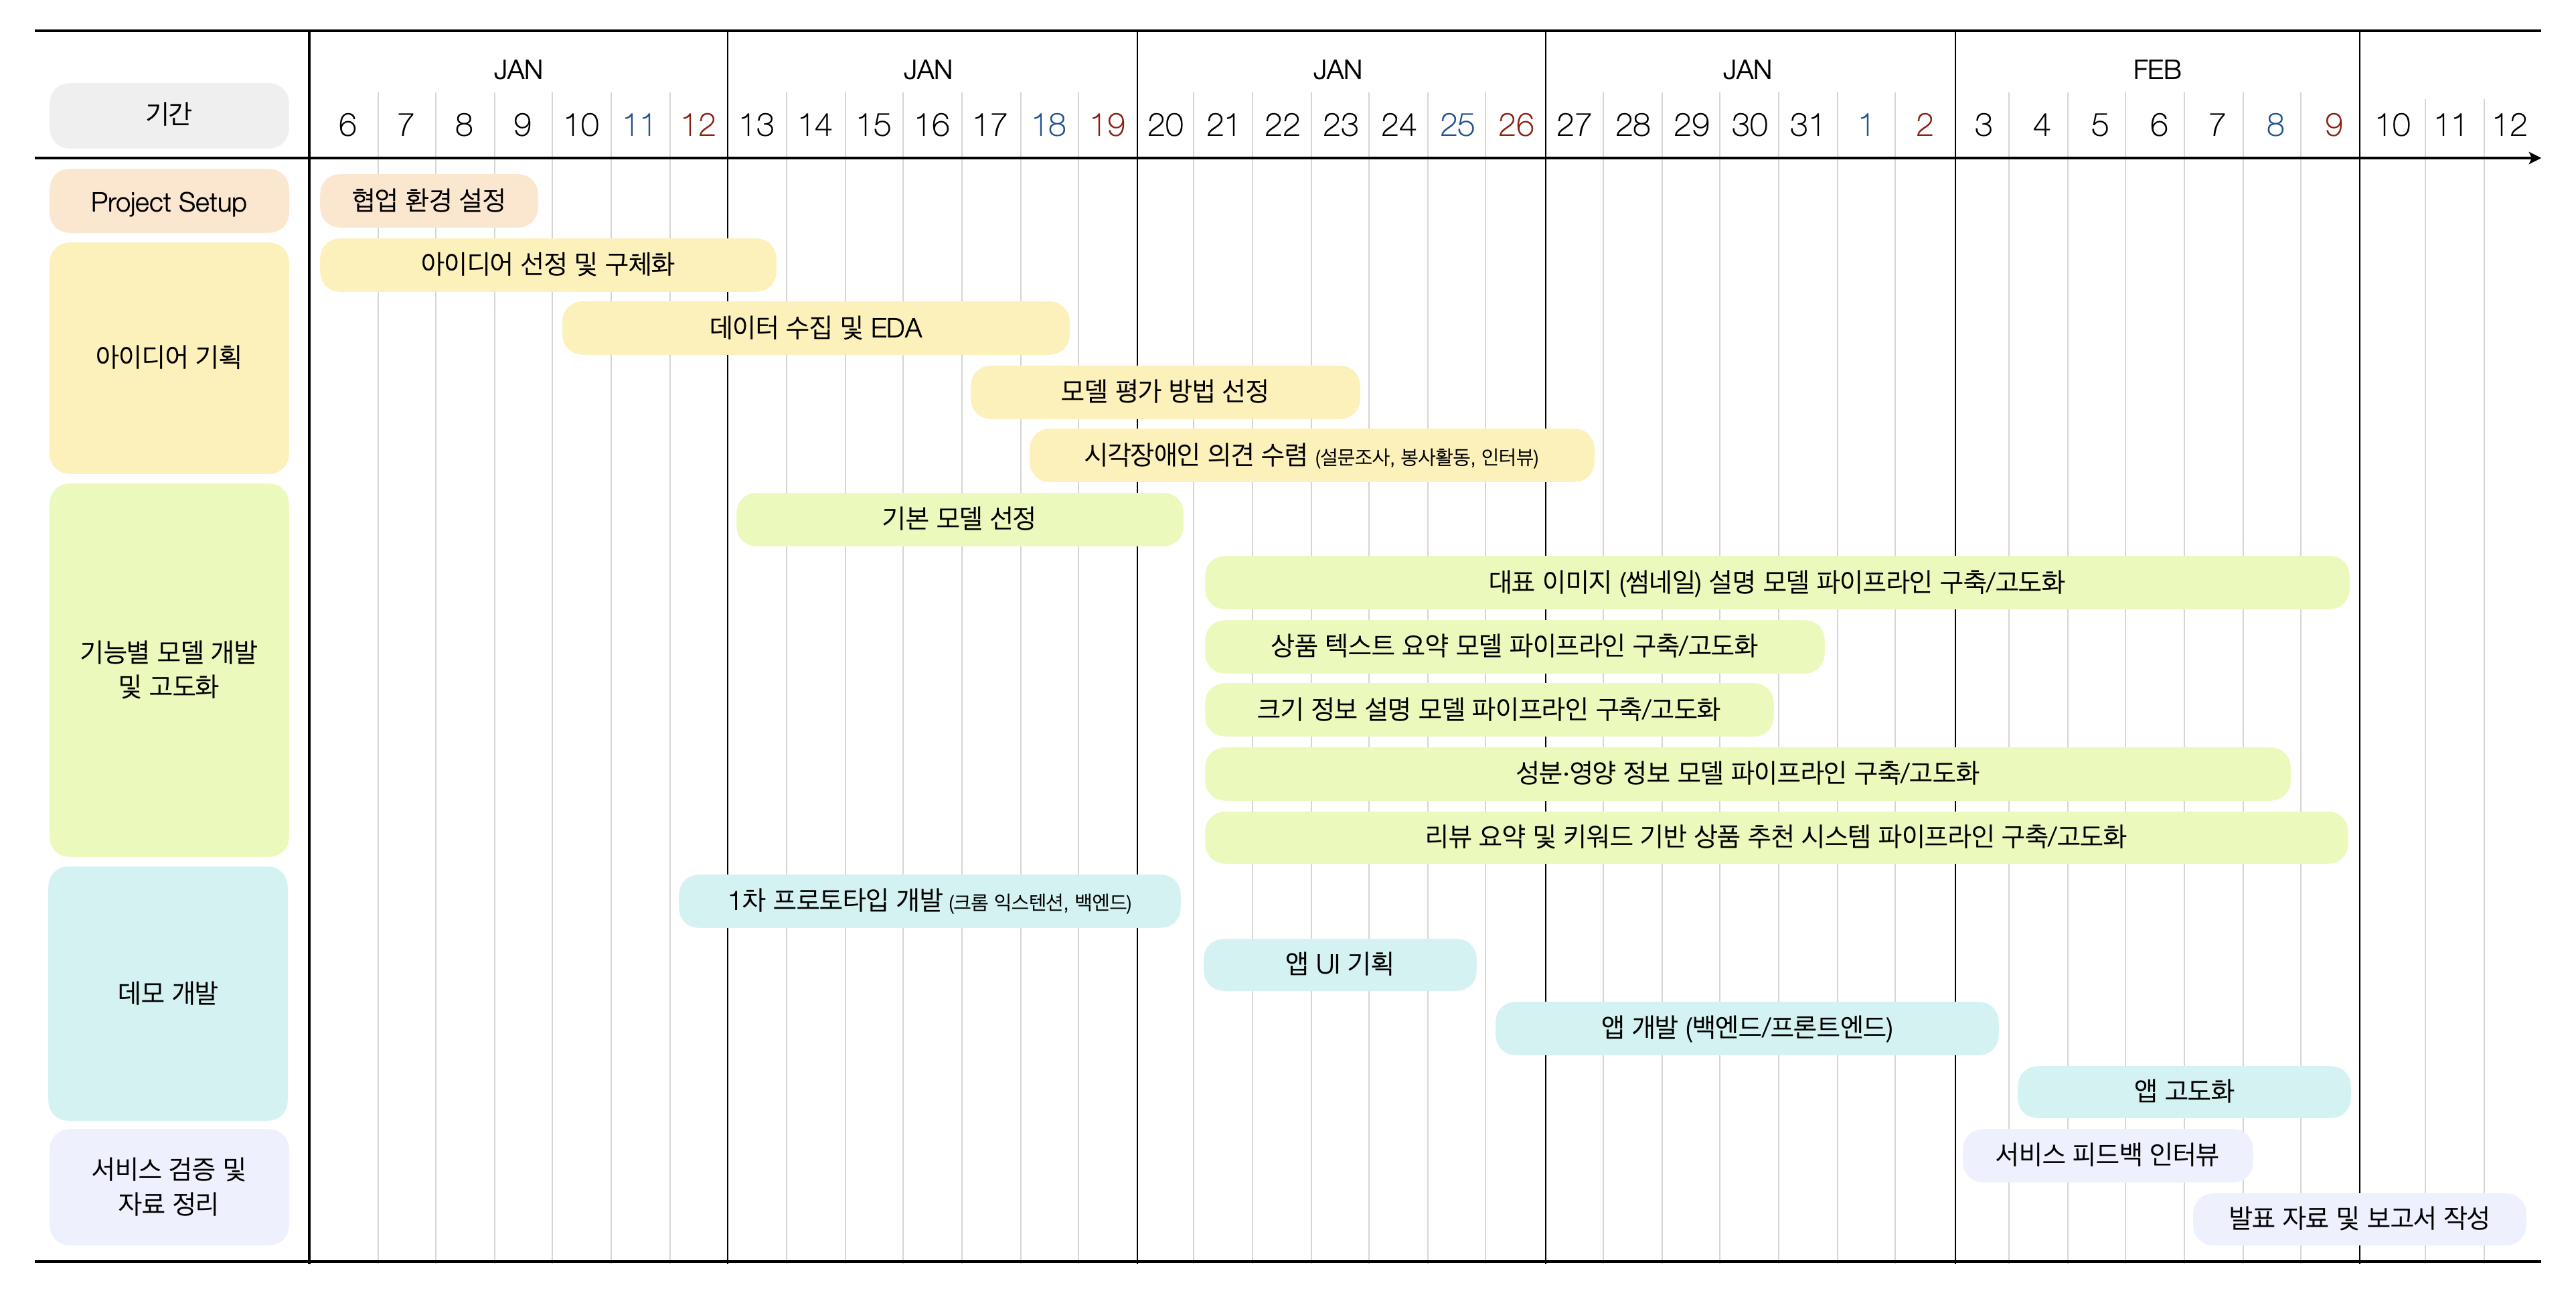 JAN JAN JAN JAN FEB
기간
6 7 8 9 10 11 12 13 14 15 16 17 18 19 20 21 22 23 24 25 26 27 28 29 30 31 1 2 3 4 5 6 7 8 9 10 11 12
Project Setup
협업 환경 설정
아이디어 기획
아이디어 선정 및 구체화
데이터 수집 및 EDA
모델 평가 방법 선정
시각장애인 의견 수렴 (설문조사, 봉사활동, 인터뷰)
기능별 모델 개발
및 고도화
기본 모델 선정
대표 이미지 (썸네일) 설명 모델 파이프라인 구축/고도화
상품 텍스트 요약 모델 파이프라인 구축/고도화
크기 정보 설명 모델 파이프라인 구축/고도화
성분·영양 정보 모델 파이프라인 구축/고도화
리뷰 요약 및 키워드 기반 상품 추천 시스템 파이프라인 구축/고도화
데모 개발
1차 프로토타입 개발 (크롬 익스텐션, 백엔드)
앱 UI 기획
앱 개발 (백엔드/프론트엔드)
앱 고도화
서비스 검증 및
자료 정리
서비스 피드백 인터뷰
발표 자료 및 보고서 작성